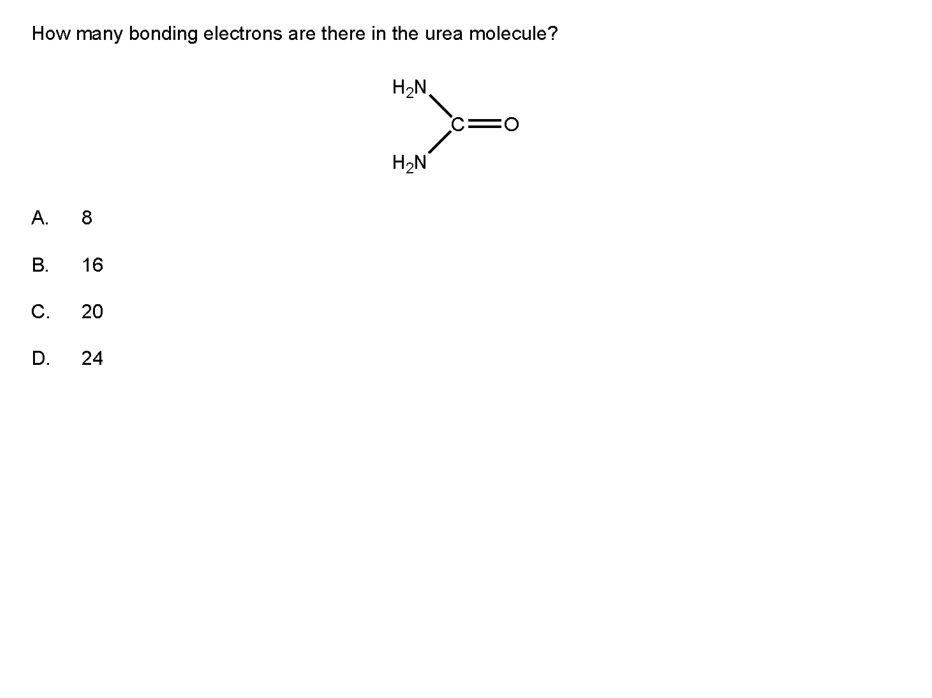 How many bonding electrons are there in the urea molecule?
H₂N
C=O
H₂N
A. 8
B. 16
C. 20
D. 24